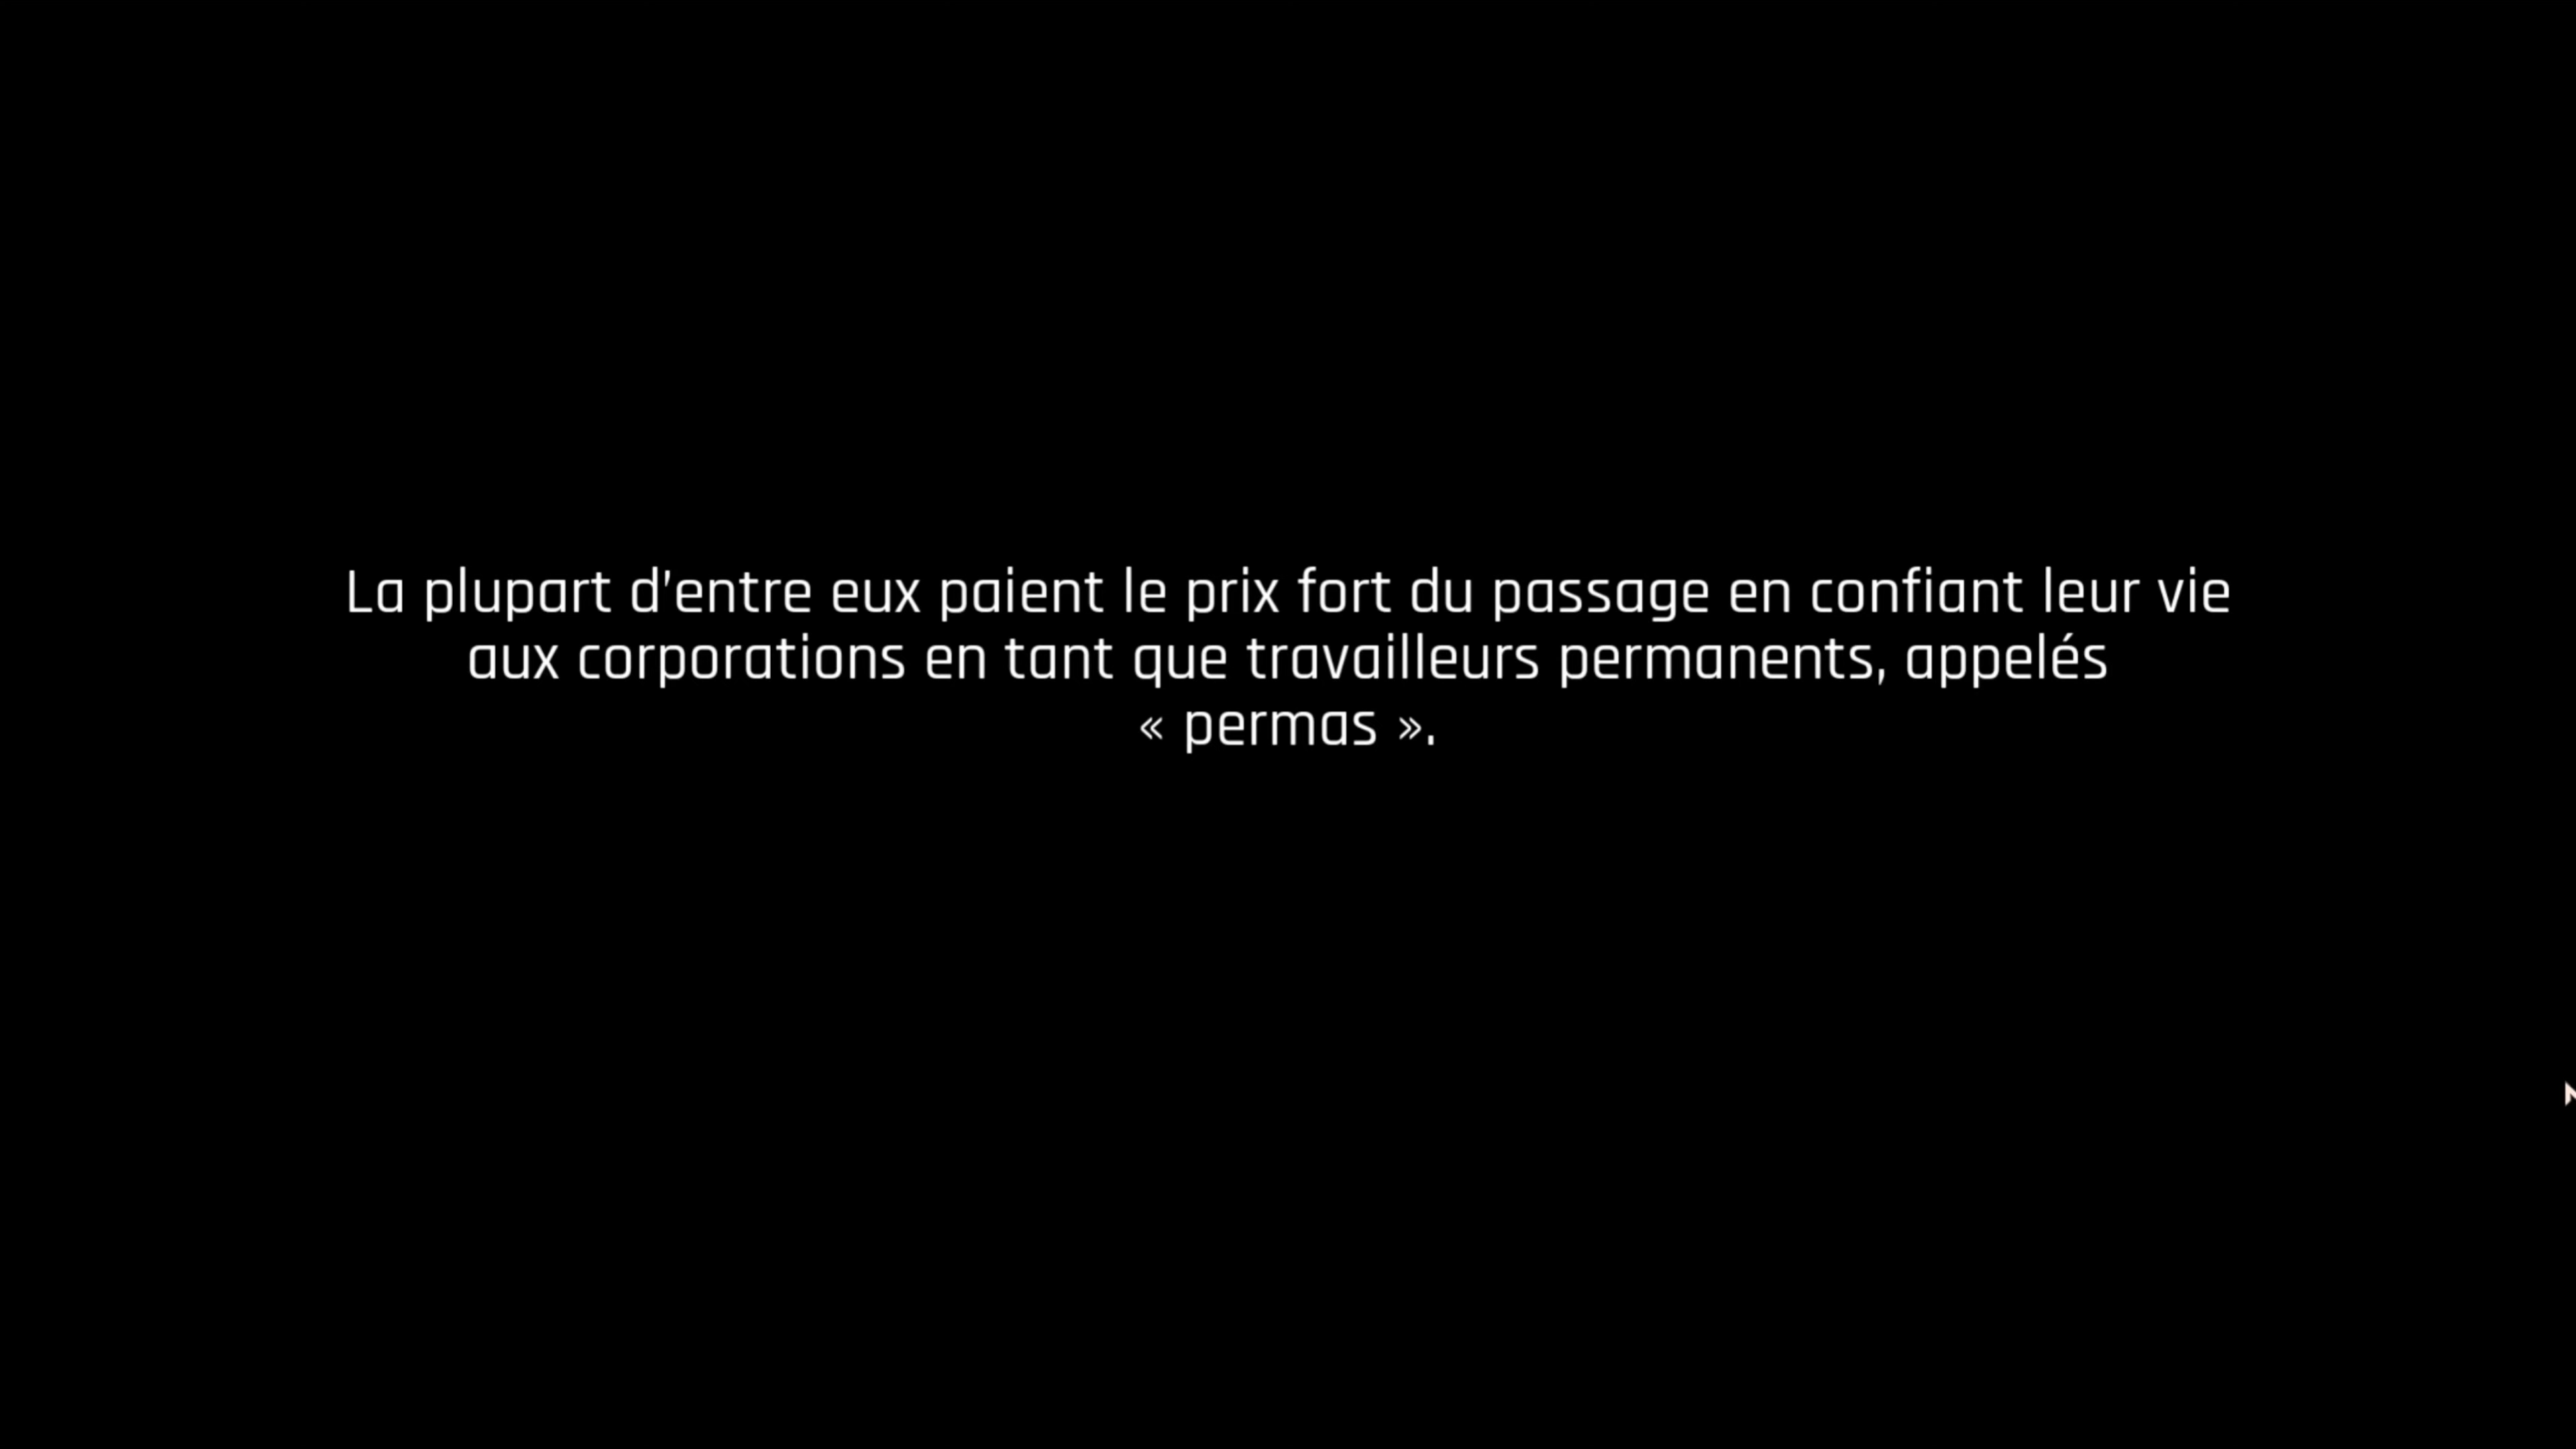 La plupart d'entre eux paient le prix fort du passage en confiant leur vie
aux corporations en tant que travailleurs permanents, appelés
« permas ».